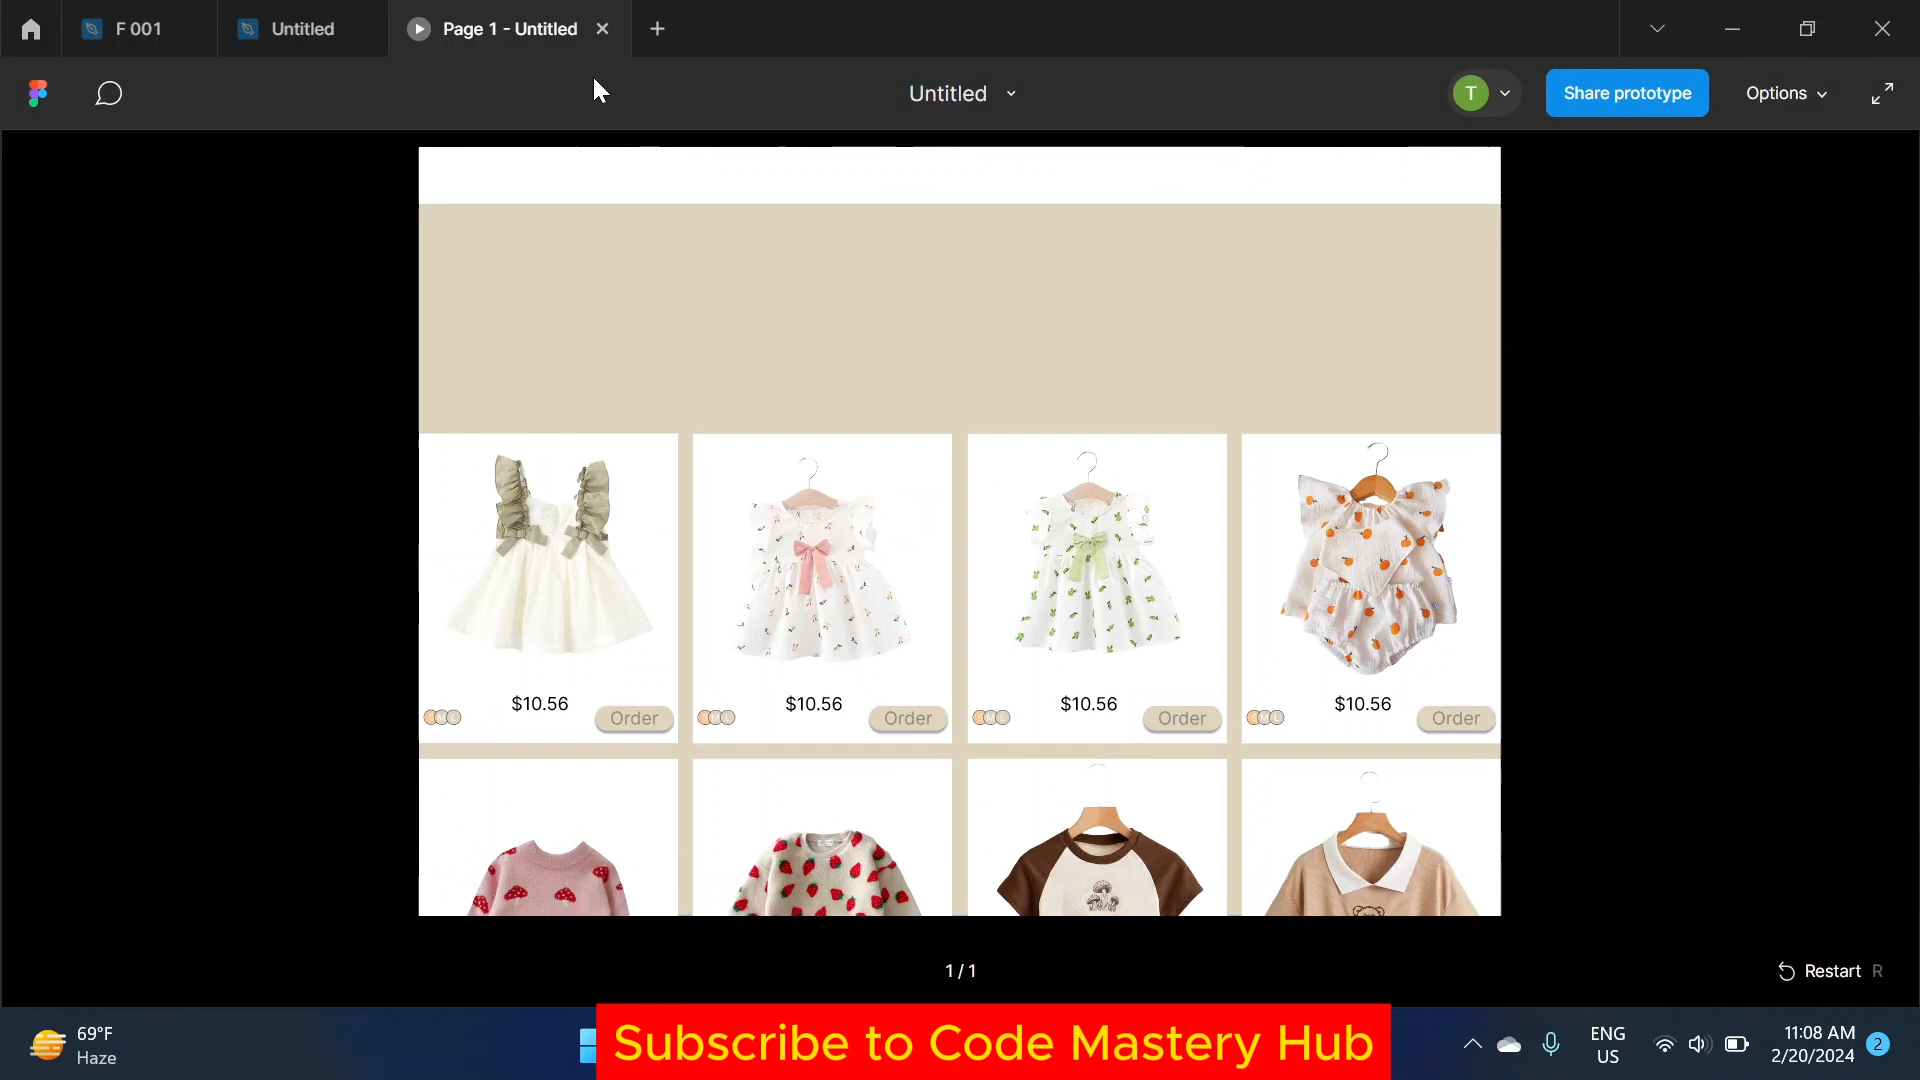 F 001
Untitled
Page 1 - Untitled
Untitled
T
Share prototype
Options
$10.56
$10.56
$10.56
$10.56
S M L
Order
S M L
Order
S M L
Order
S M L
Order
1 / 1
Restart R
69°F
Haze
Subscribe to Code Mastery Hub
ENG
US
11:08 AM
2/20/2024
2